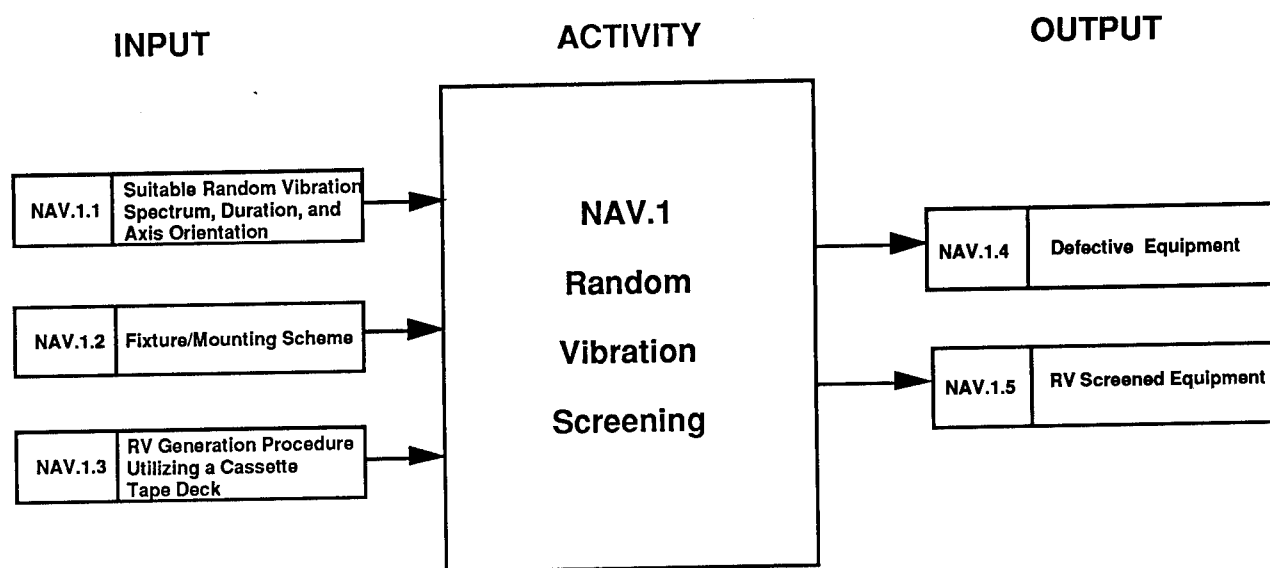 INPUT
ACTIVITY
OUTPUT
NAV.1.1
Suitable Random Vibration
Spectrum, Duration, and
Axis Orientation
NAV.1.2
Fixture/Mounting Scheme
NAV.1.3
RV Generation Procedure
Utilizing a Cassette
Tape Deck
NAV.1
Random
Vibration
Screening
NAV.1.4
Defective Equipment
NAV.1.5
RV Screened Equipment